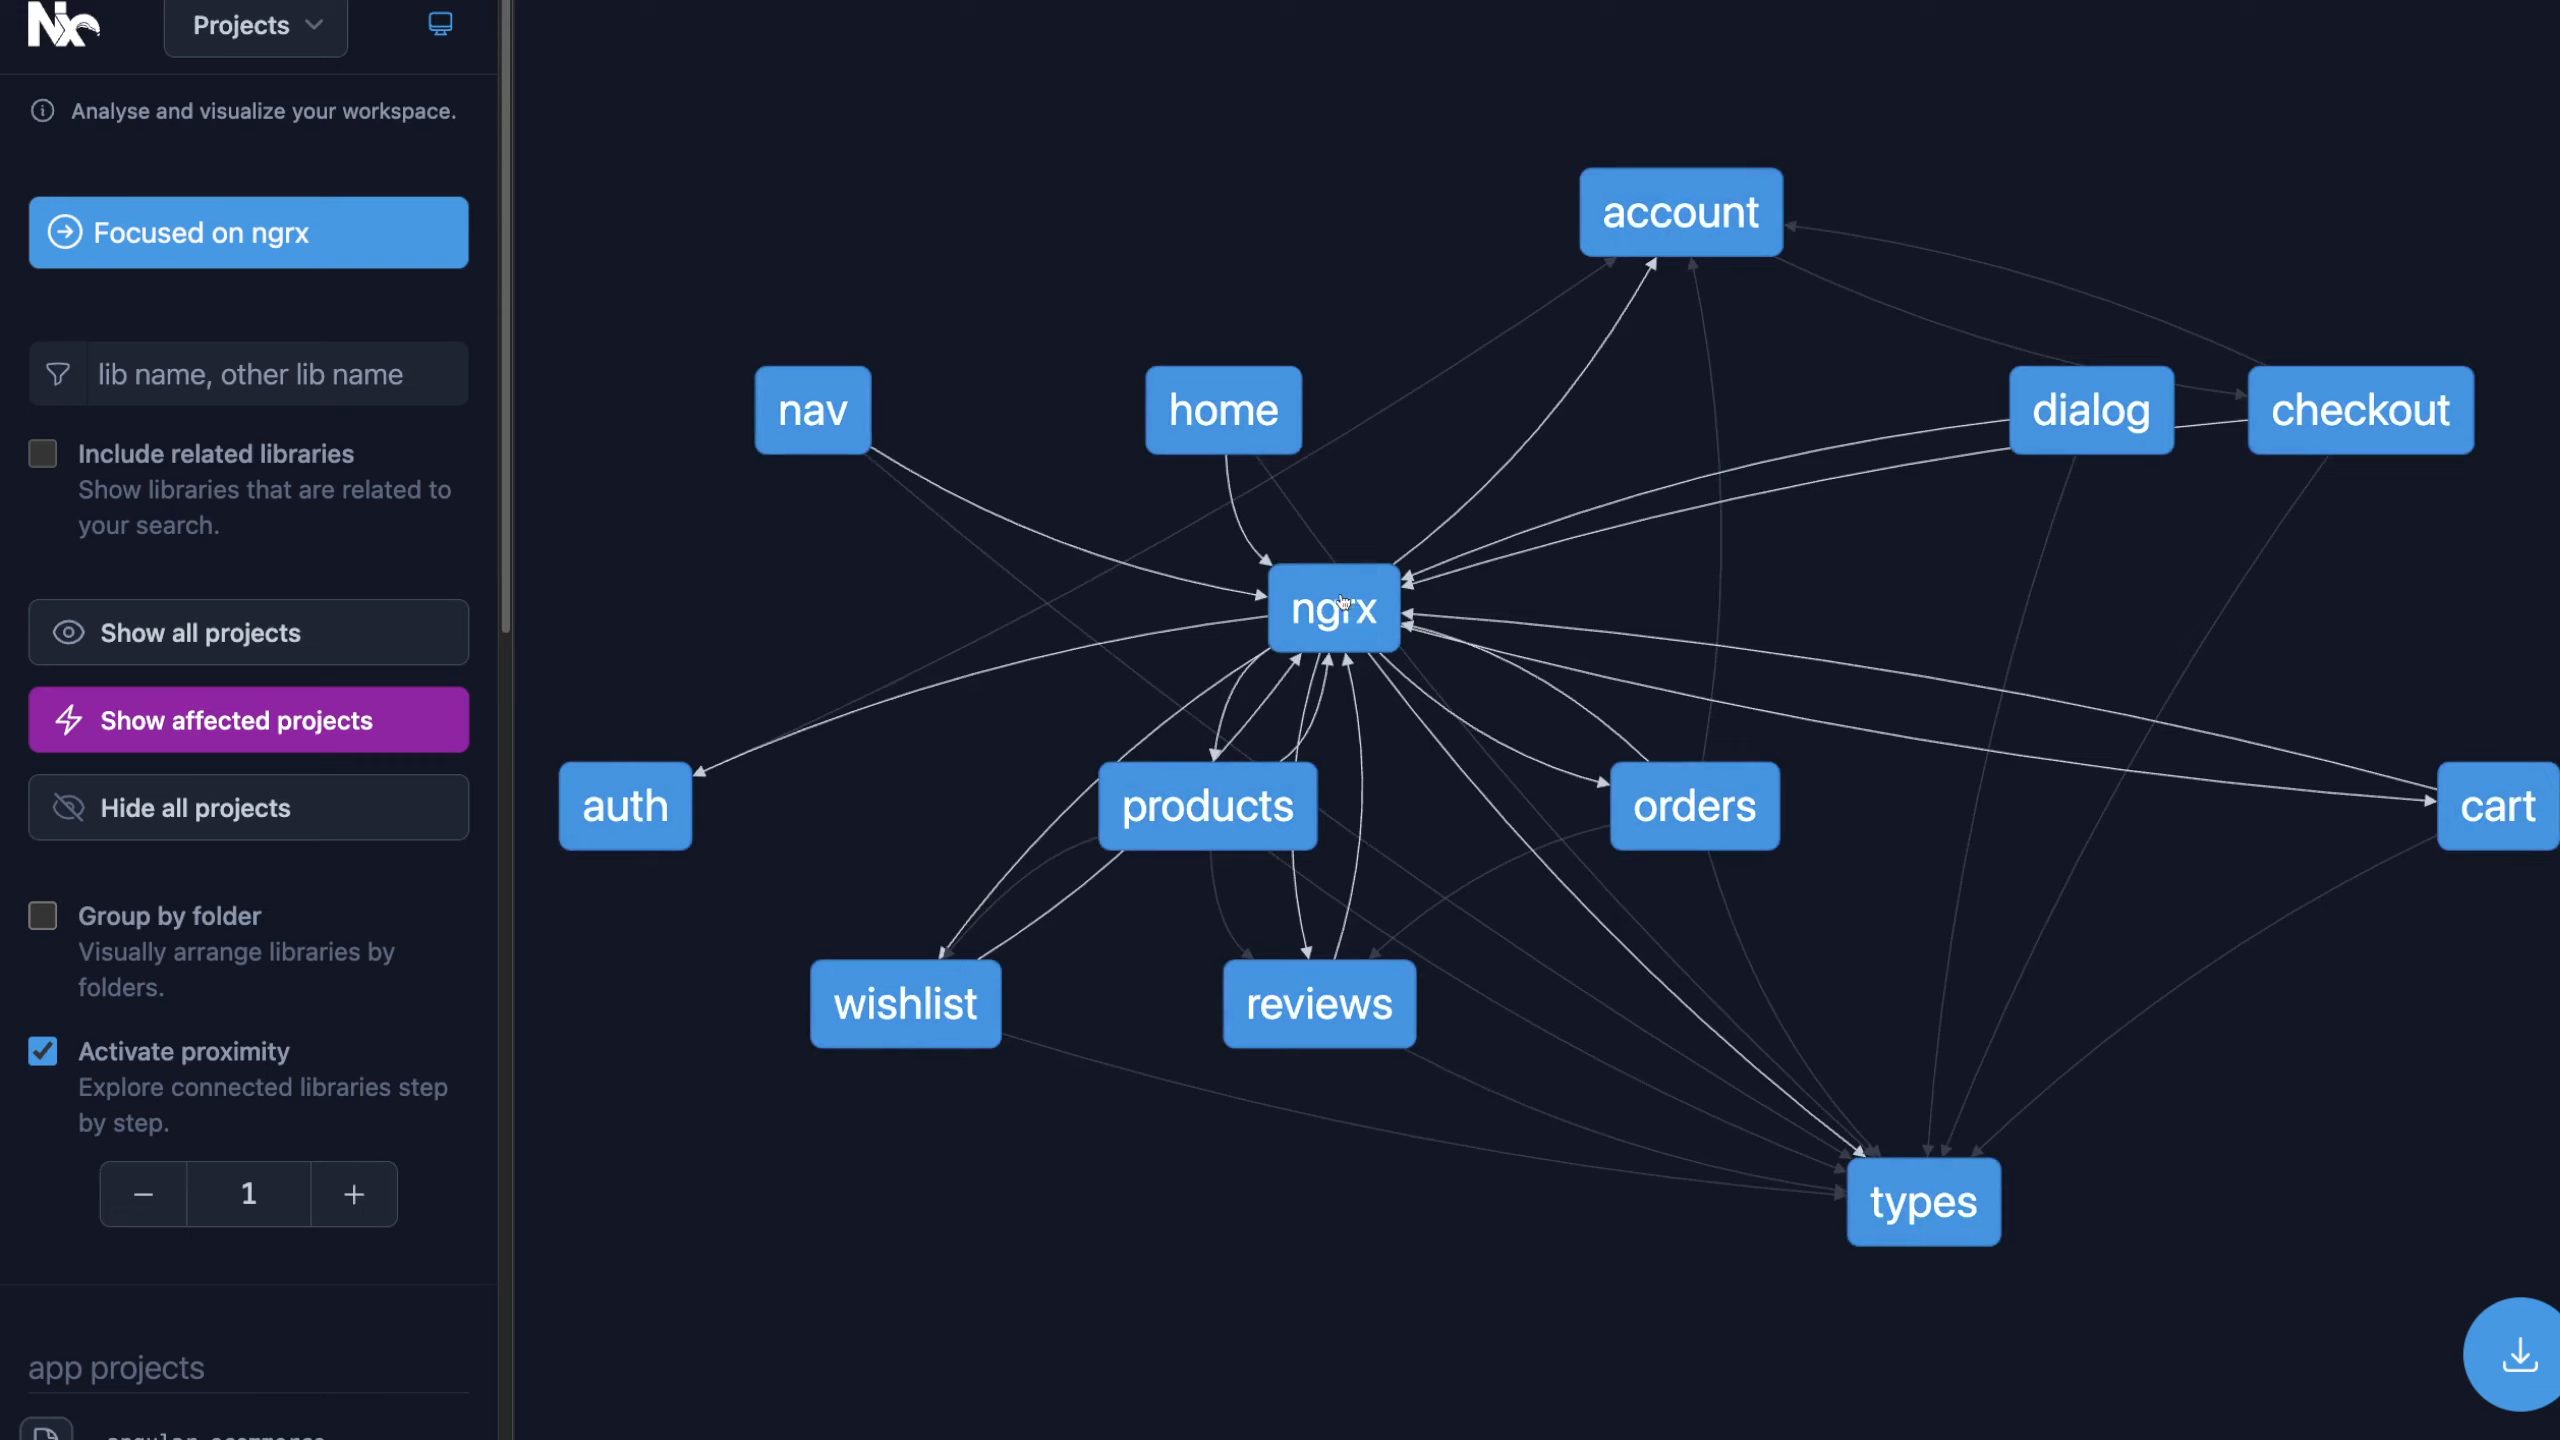 Nx
Projects
Analyse and visualize your workspace.
Focused on ngrx
lib name, other lib name
Include related libraries
Show libraries that are related to
your search.
Show all projects
Show affected projects
Hide all projects
Group by folder
Visually arrange libraries by
folders.
Activate proximity
Explore connected libraries step
by step.
1
app projects
account
nav
home
dialog
checkout
ngrx
auth
products
orders
cart
wishlist
reviews
types